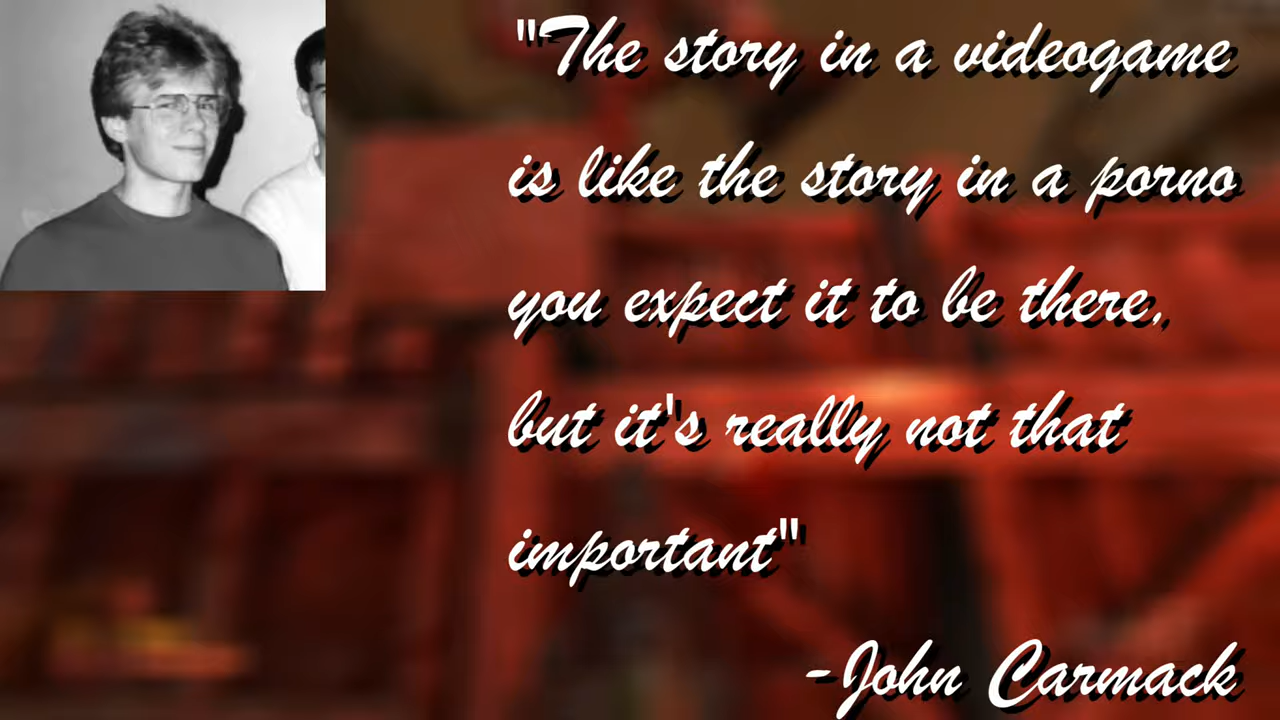 "The story in a videogame
is like the story in a porno
you expect it to be there,
but it's really not that
important"
-John Carmack